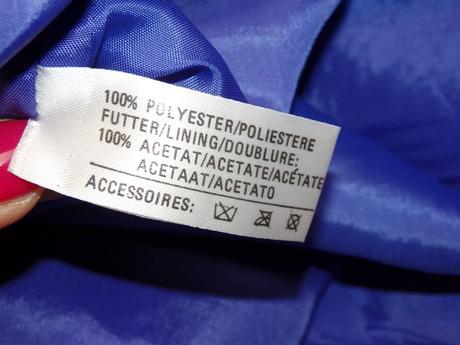 100% POLYESTER/POLIESTERE
FUTTER/LINING/DOUBLURE:
100% ACETAT/ACETATE/ACÉTATE
ACETAAT/ACETATO
ACCESSOIRES: